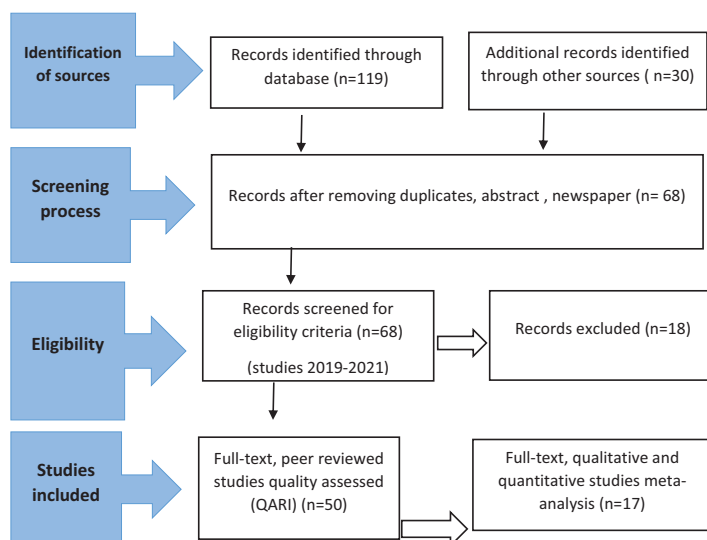 Identification
of sources
Records identified through
database (n=119)
Additional records identified
through other sources ( n=30)
Screening
process
Records after removing duplicates, abstract , newspaper (n= 68)
Eligibility
Records screened for
eligibility criteria (n=68)
(studies 2019-2021)
Records excluded (n=18)
Studies
included
Full-text, peer reviewed
studies quality assessed
(QARI) (n=50)
Full-text, qualitative and
quantitative studies meta-
analysis (n=17)